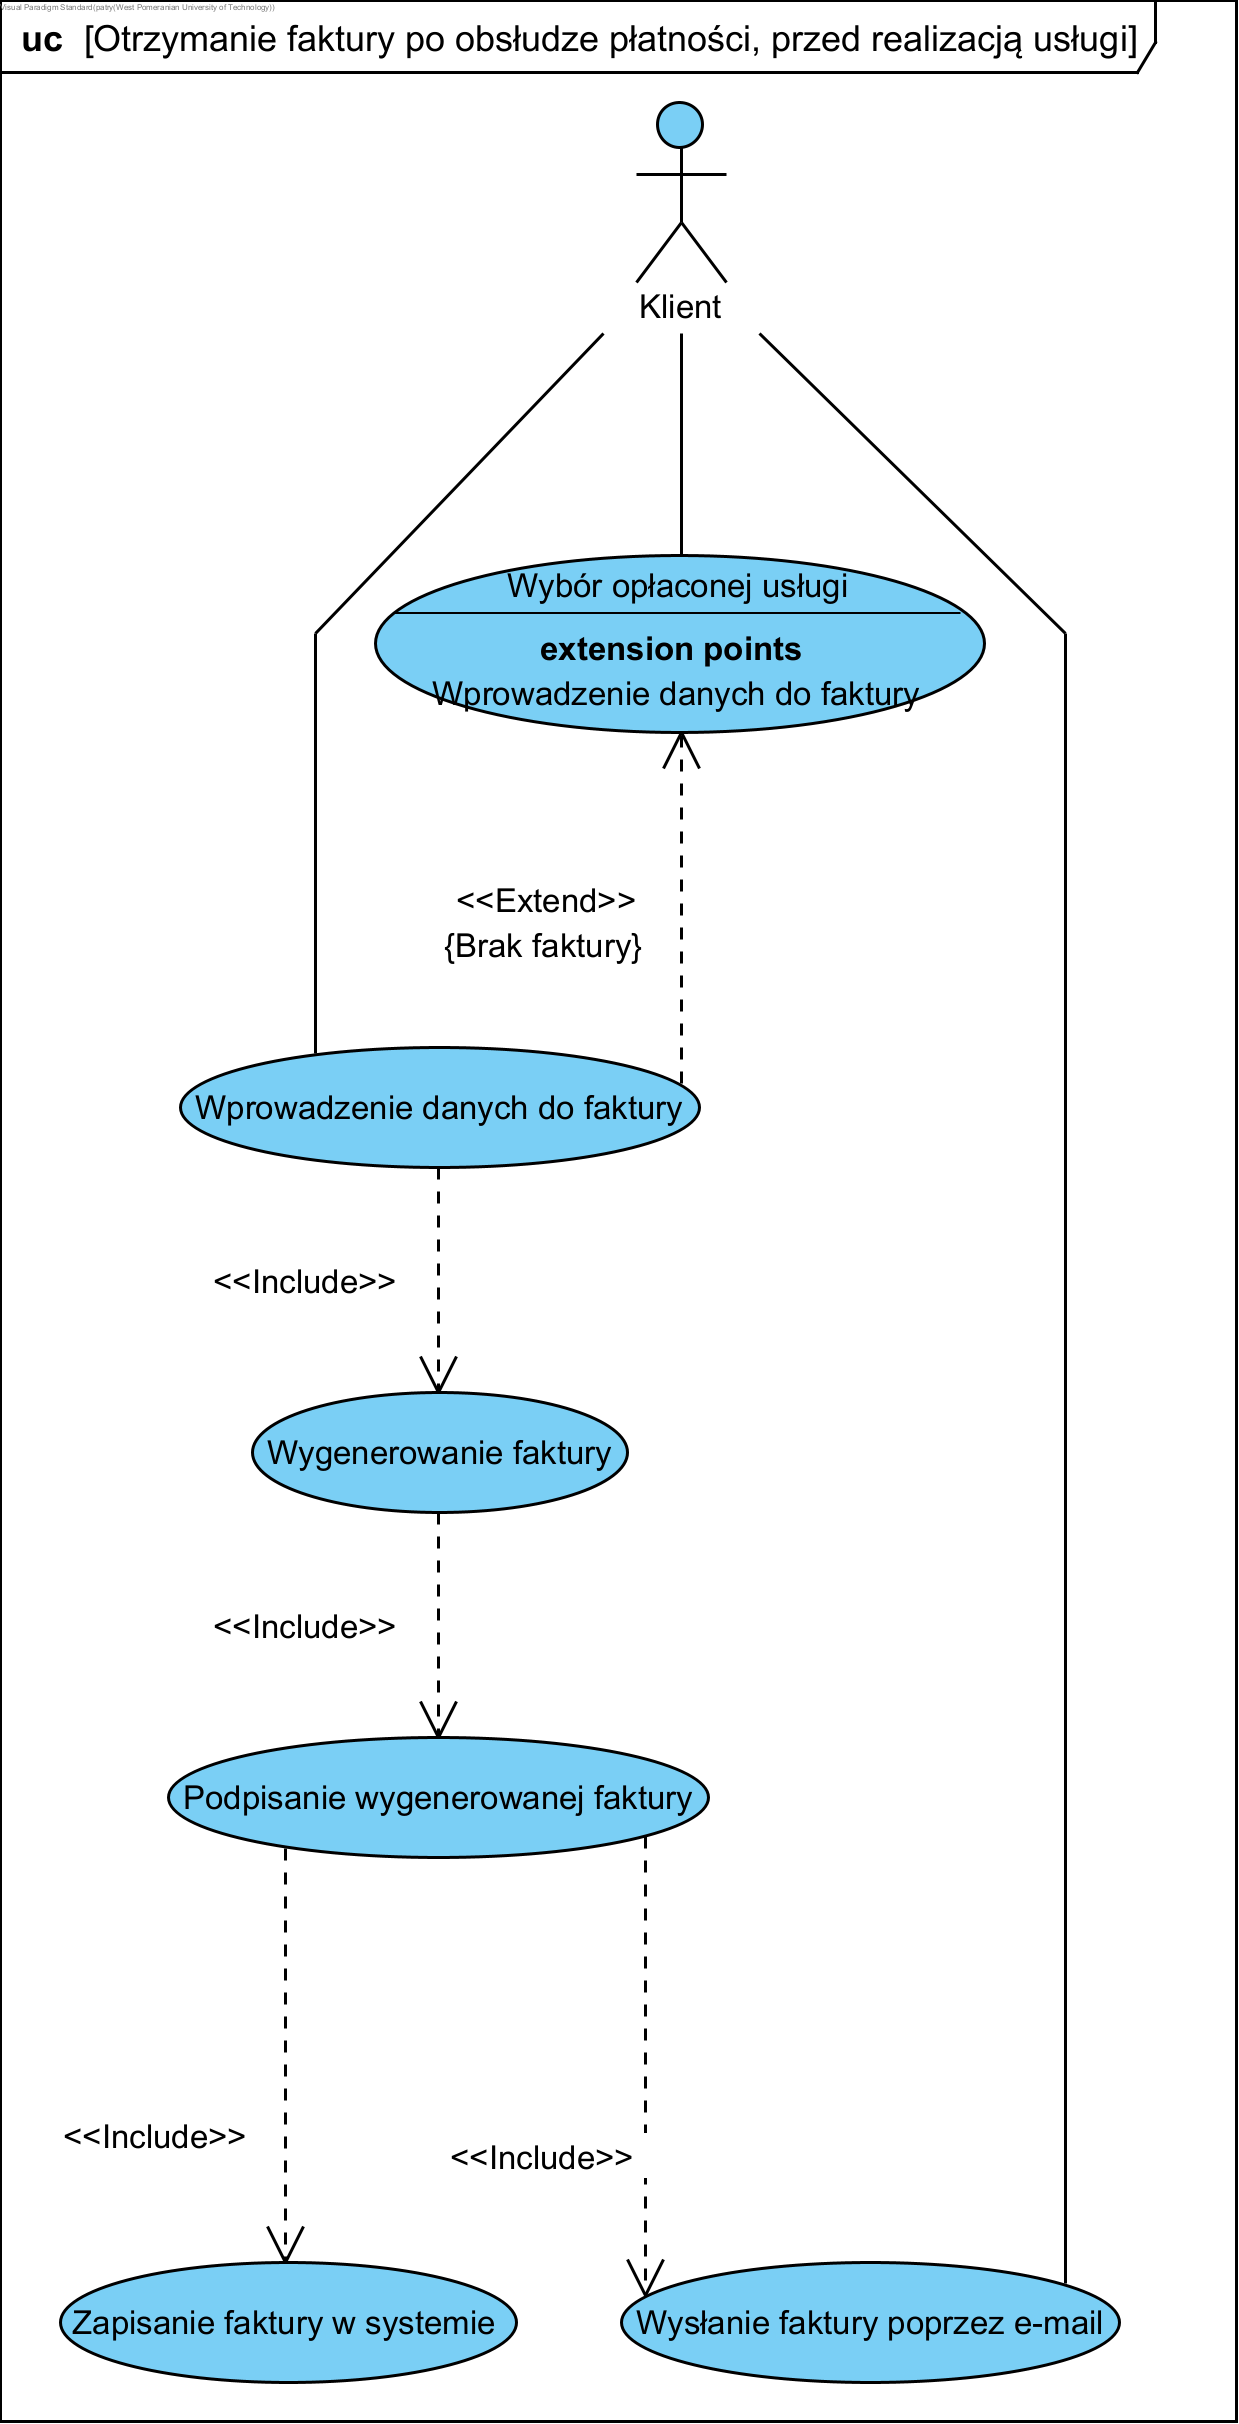 Visual Paradigm Standard(patry(West Pomeranian University of Technology))
uc [Otrzymanie faktury po obsłudze płatności, przed realizacją usługi]
Klient
Wybór opłaconej usługi
extension points
Wprowadzenie danych do faktury
<<Extend>>
{Brak faktury}
Wprowadzenie danych do faktury
<<Include>>
Wygenerowanie faktury
<<Include>>
Podpisanie wygenerowanej faktury
<<Include>>
<<Include>>
Zapisanie faktury w systemie
Wysłanie faktury poprzez e-mail